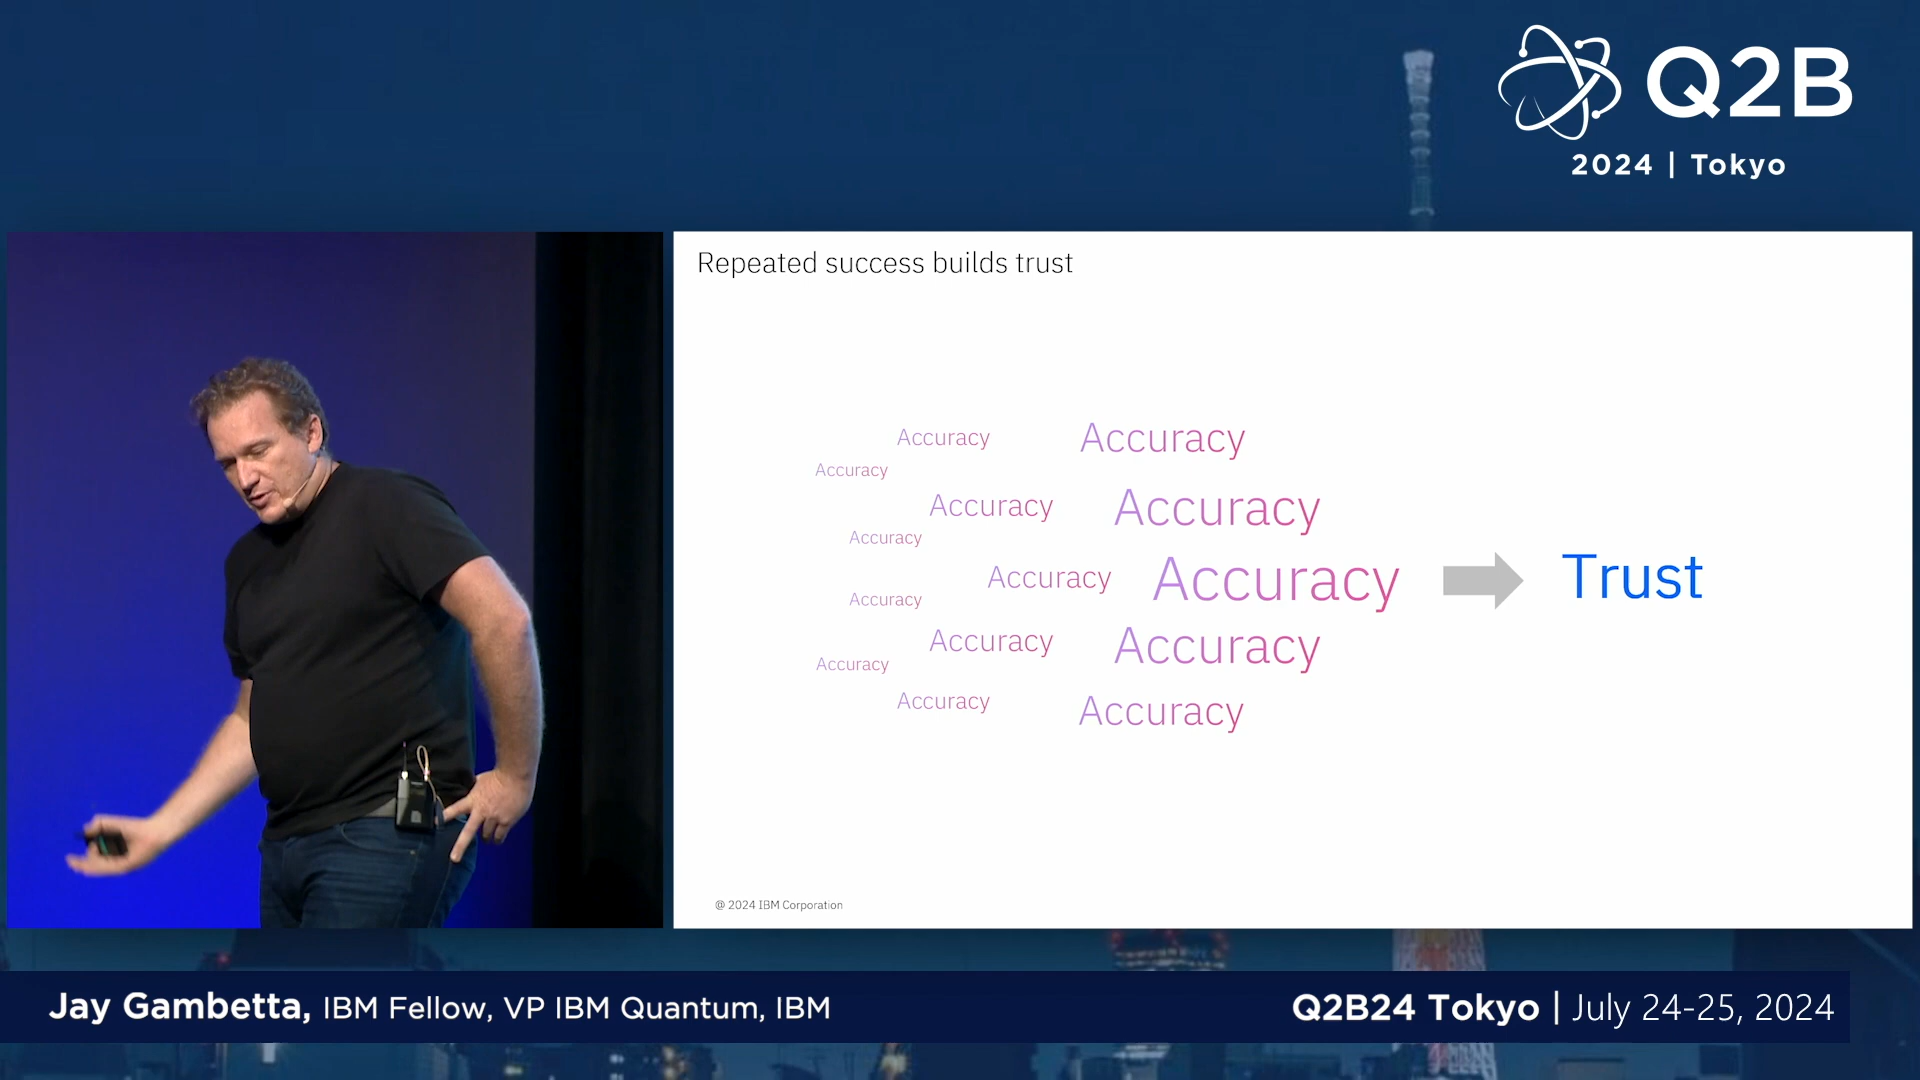 Q2B
2024 | Tokyo
Repeated success builds trust
Accuracy
Accuracy
Accuracy
Accuracy
Accuracy
Accuracy
Accuracy
Accuracy
Accuracy
Accuracy
Accuracy
Accuracy
Accuracy
Accuracy
Trust
@ 2024 IBM Corporation
Jay Gambetta, IBM Fellow, VP IBM Quantum, IBM
Q2B24 Tokyo | July 24-25, 2024